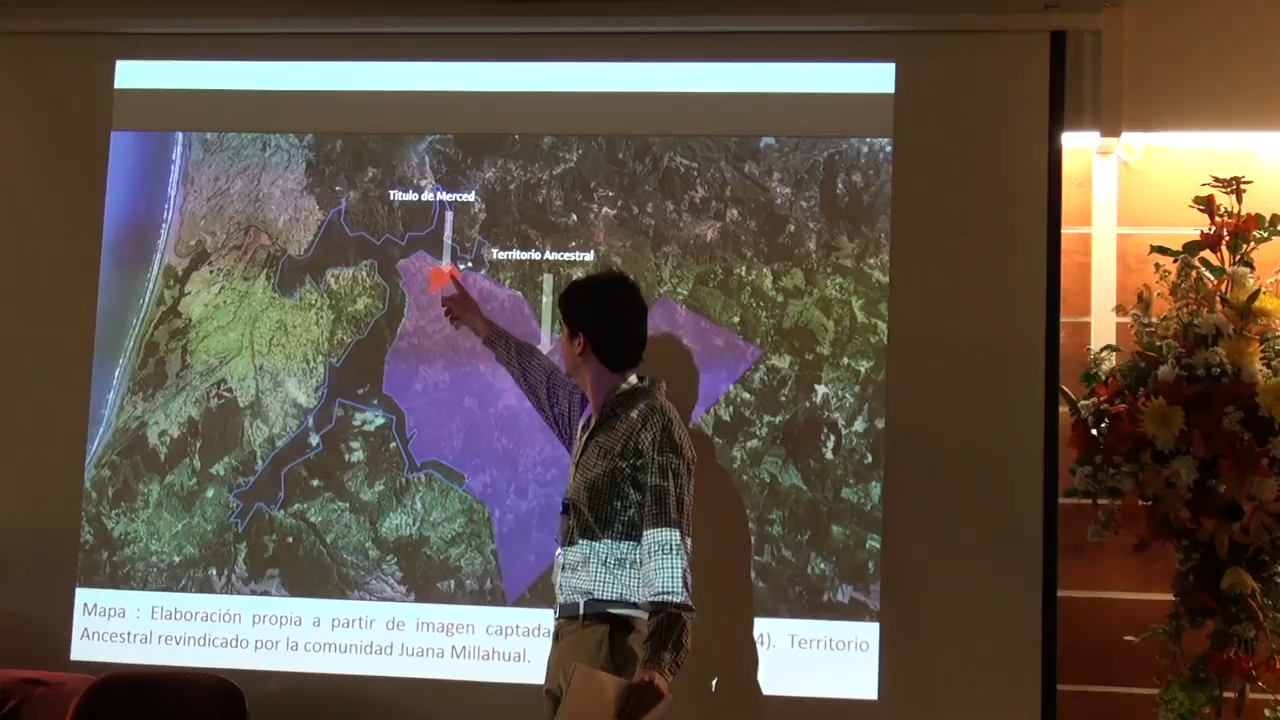 Titulo de Merced
Territorio Ancestral
Mapa : Elaboración propia a partir de imagen captada 4). Territorio
Ancestral revindicado por la comunidad Juana Millahual.